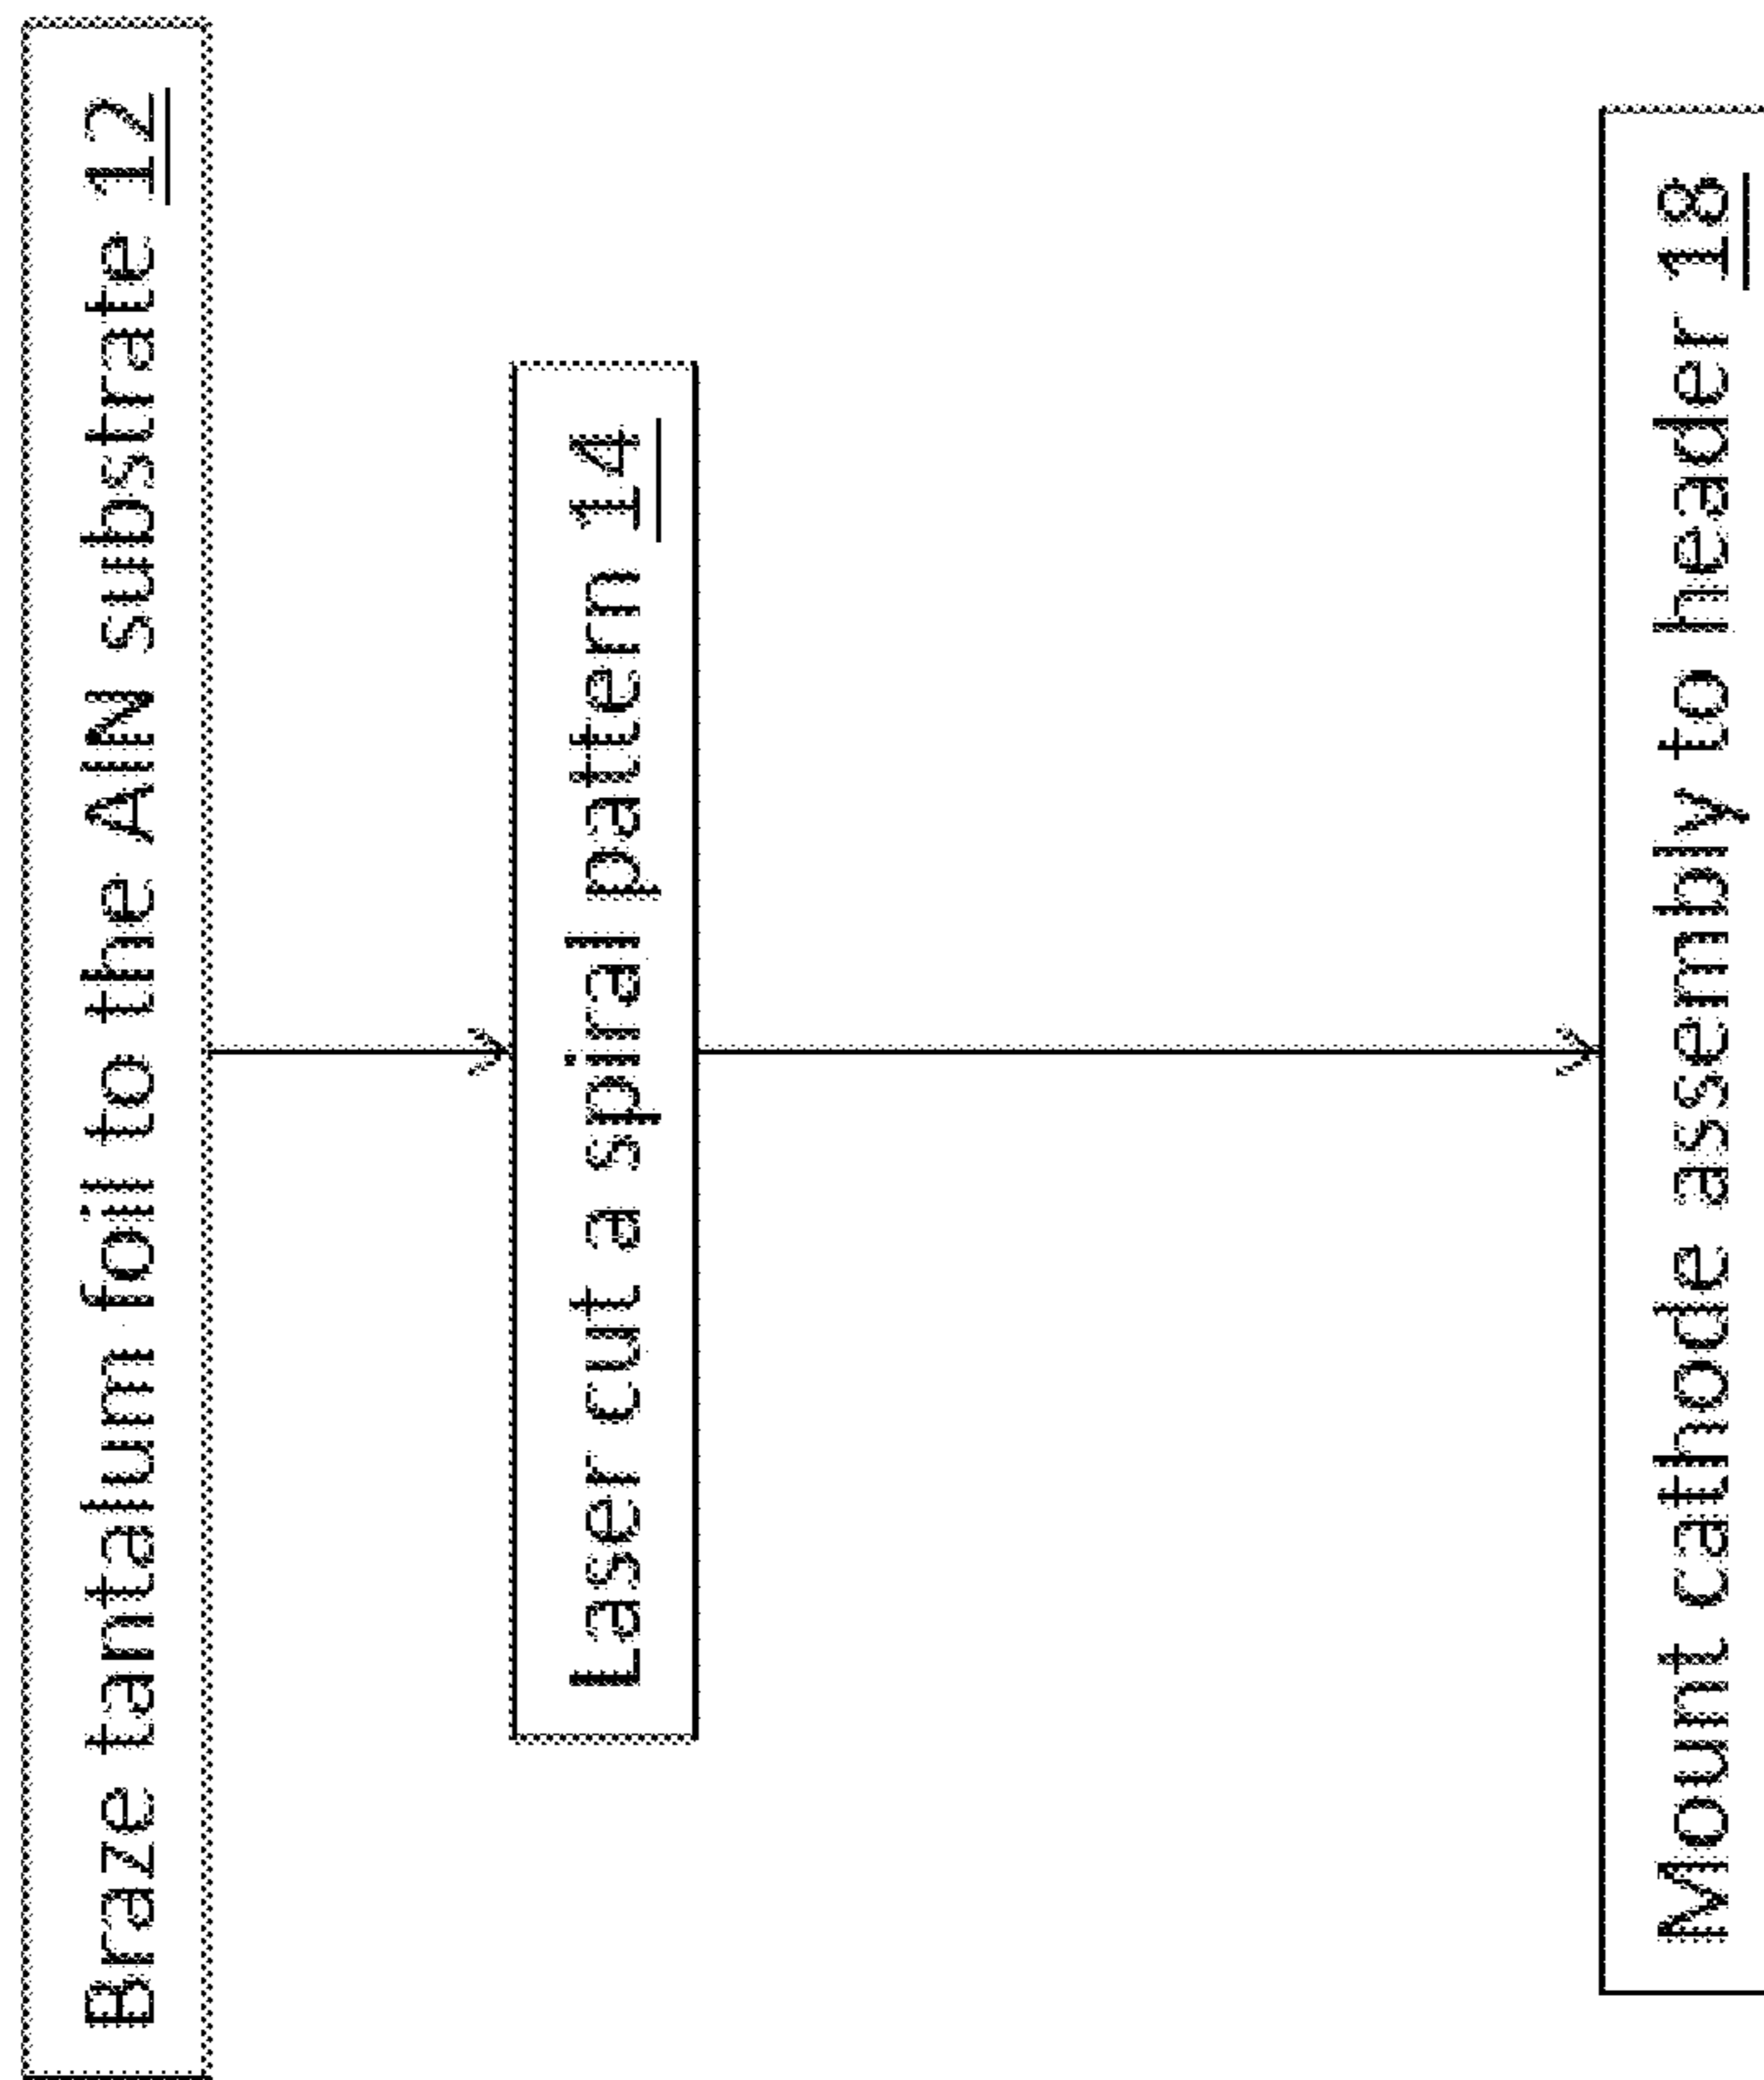 Braze tantalum foil to the AlN substrate 12
Laser cut a spiral pattern 14
Mount cathode assembly to header 18